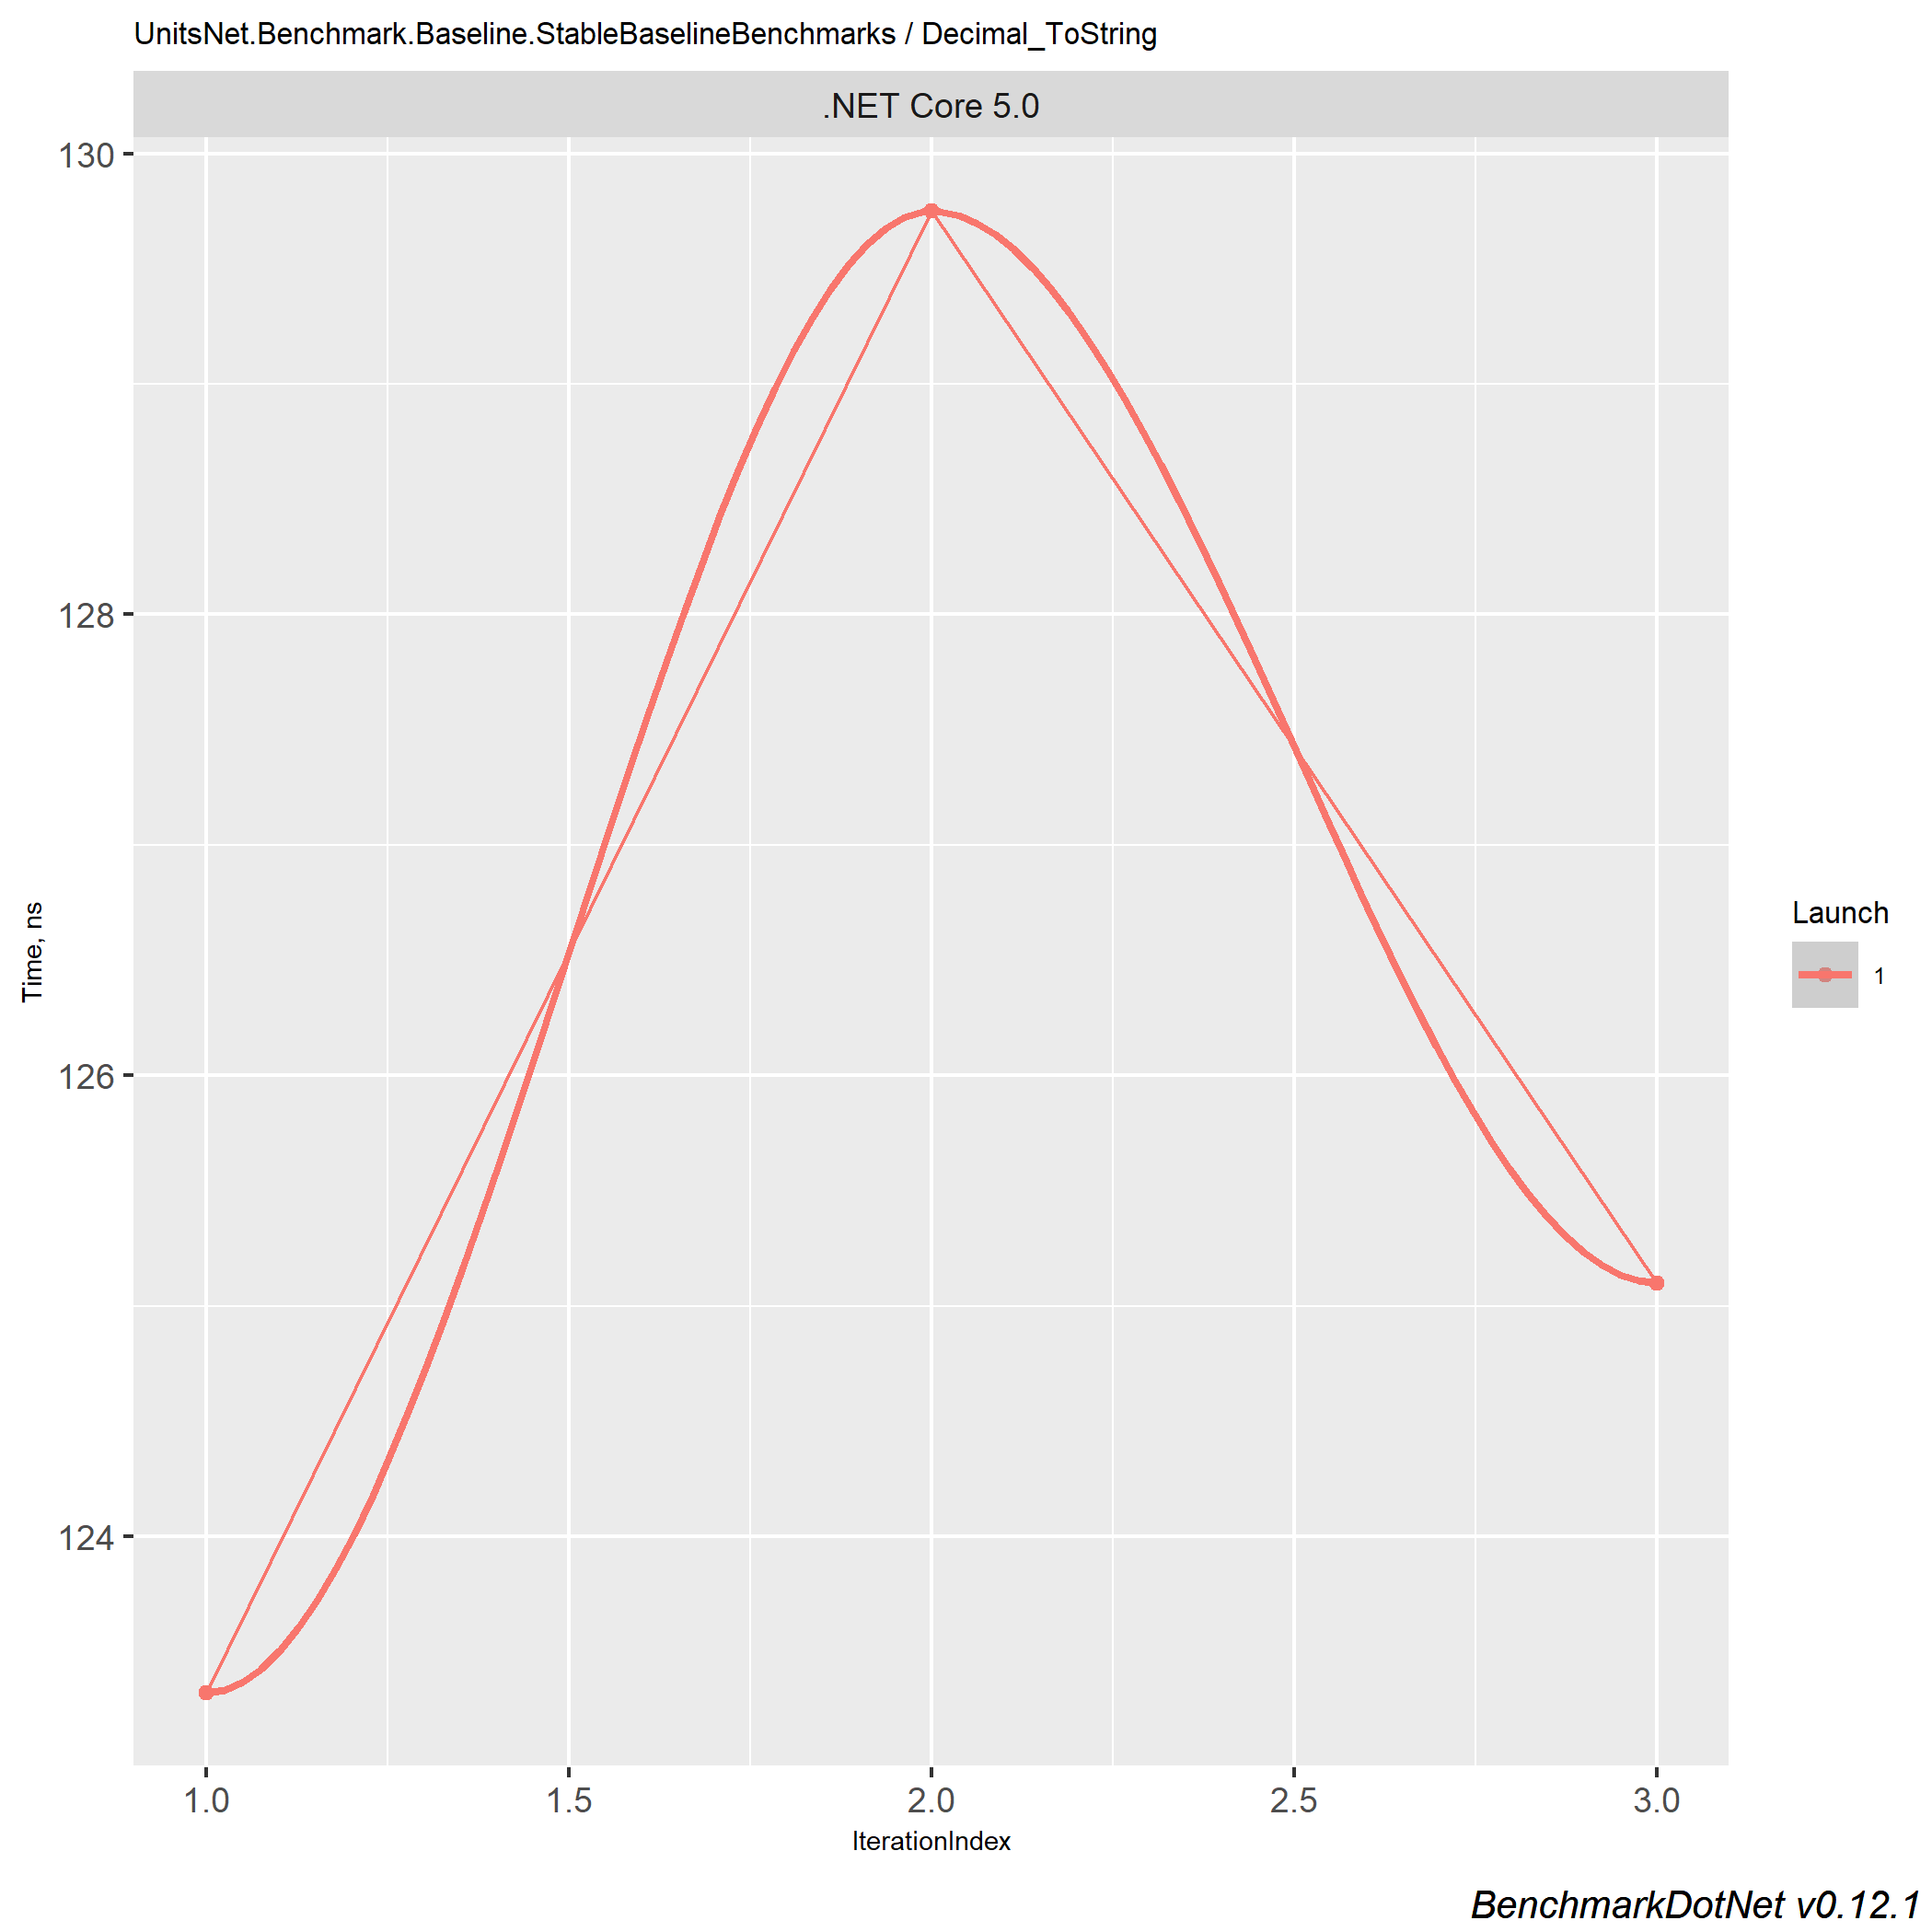 UnitsNet.Benchmark.Baseline.StableBaselineBenchmarks / Decimal_ToString
.NET Core 5.0
130
128
126
124
Time, ns
1.0 1.5 2.0 2.5 3.0
IterationIndex
Launch
1
BenchmarkDotNet v0.12.1